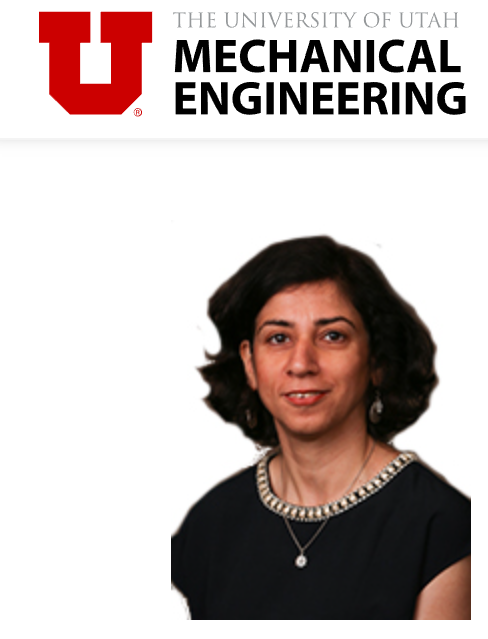 THE UNIVERSITY OF UTAH
MECHANICAL
ENGINEERING
U
®